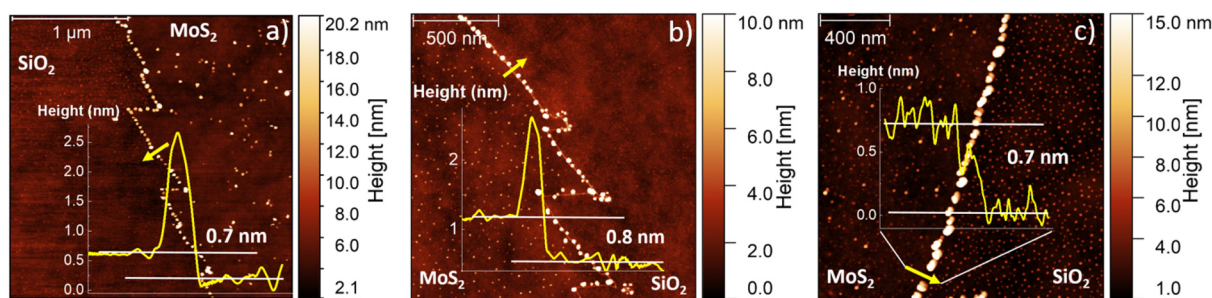 a)
1 µm
MoS2
SiO2
Height (nm)
2.5
2.0
1.5
1.0
0.5
0.0
0.7 nm
20.2 nm
18.0
16.0
14.0
12.0
10.0
8.0
6.0
2.1
Height [nm]
b)
500 nm
Height (nm)
2
1
0.8 nm
MoS2
SiO2
10.0 nm
8.0
6.0
4.0
2.0
0.0
Height [nm]
c)
400 nm
Height (nm)
1.0
0.5
0.0
0.7 nm
MoS2
SiO2
15.0 nm
12.0
10.0
8.0
6.0
4.0
1.0
Height [nm]